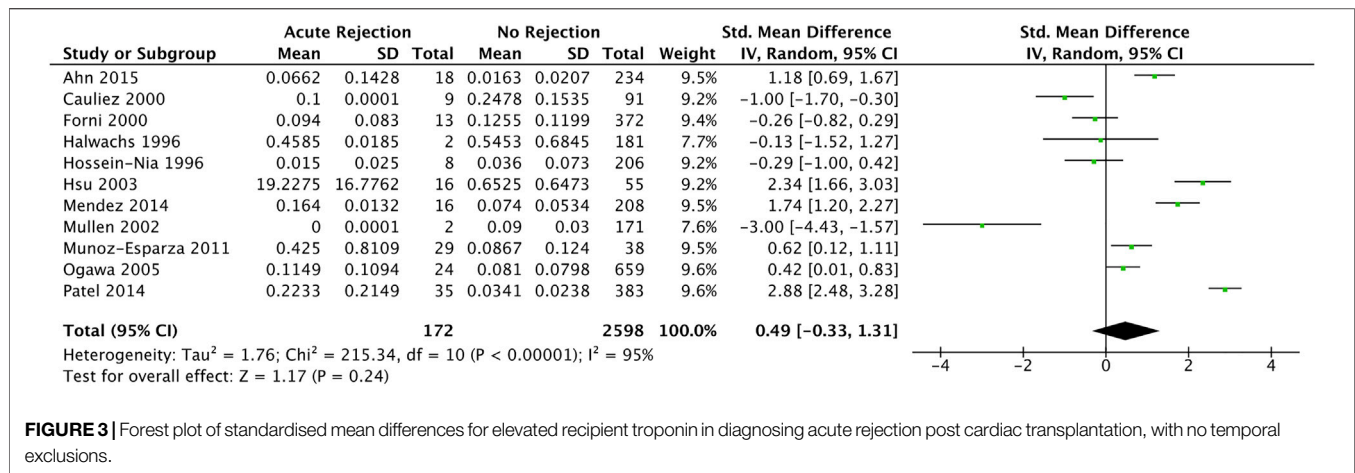 Acute Rejection No Rejection Std. Mean Difference Std. Mean Difference
Study or Subgroup Mean SD Total Mean SD Total Weight IV, Random, 95% CI IV, Random, 95% CI
Ahn 2015 0.0662 0.1428 18 0.0163 0.0207 234 9.5% 1.18 [0.69, 1.67]
Cauliez 2000 0.1 0.0001 9 0.2478 0.1535 91 9.2% −1.00 [−1.70, −0.30]
Forni 2000 0.094 0.083 13 0.1255 0.1199 372 9.4% −0.26 [−0.82, 0.29]
Halwachs 1996 0.4585 0.0185 2 0.5453 0.6845 181 7.7% −0.13 [−1.52, 1.27]
Hossein-Nia 1996 0.015 0.025 8 0.036 0.073 206 9.2% −0.29 [−1.00, 0.42]
Hsu 2003 19.2275 16.7762 16 0.6525 0.6473 55 9.2% 2.34 [1.66, 3.03]
Mendez 2014 0.164 0.0132 16 0.074 0.0534 208 9.5% 1.74 [1.20, 2.27]
Mullen 2002 0 0.0001 2 0.09 0.03 171 7.6% −3.00 [−4.43, −1.57]
Munoz-Esparza 2011 0.425 0.8109 29 0.0867 0.124 38 9.5% 0.62 [0.12, 1.11]
Ogawa 2005 0.1149 0.1094 24 0.081 0.0798 659 9.6% 0.42 [0.01, 0.83]
Patel 2014 0.2233 0.2149 35 0.0341 0.0238 383 9.6% 2.88 [2.48, 3.28]
Total (95% CI) 172 2598 100.0% 0.49 [−0.33, 1.31]
Heterogeneity: Tau² = 1.76; Chi² = 215.34, df = 10 (P < 0.00001); I² = 95%
Test for overall effect: Z = 1.17 (P = 0.24)
−4 −2 0 2 4
FIGURE 3 | Forest plot of standardised mean differences for elevated recipient troponin in diagnosing acute rejection post cardiac transplantation, with no temporal
exclusions.